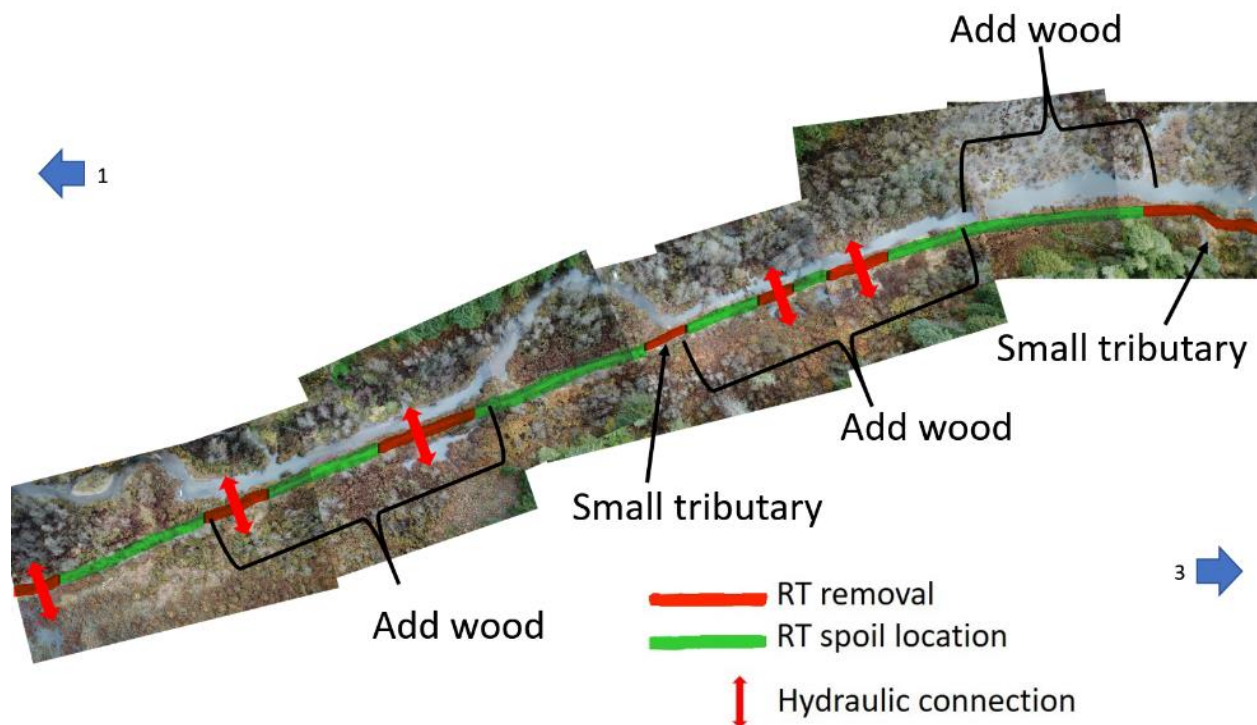 Add wood
1
Small tributary
Add wood
Small tributary
Add wood
3
RT removal
RT spoil location
Hydraulic connection